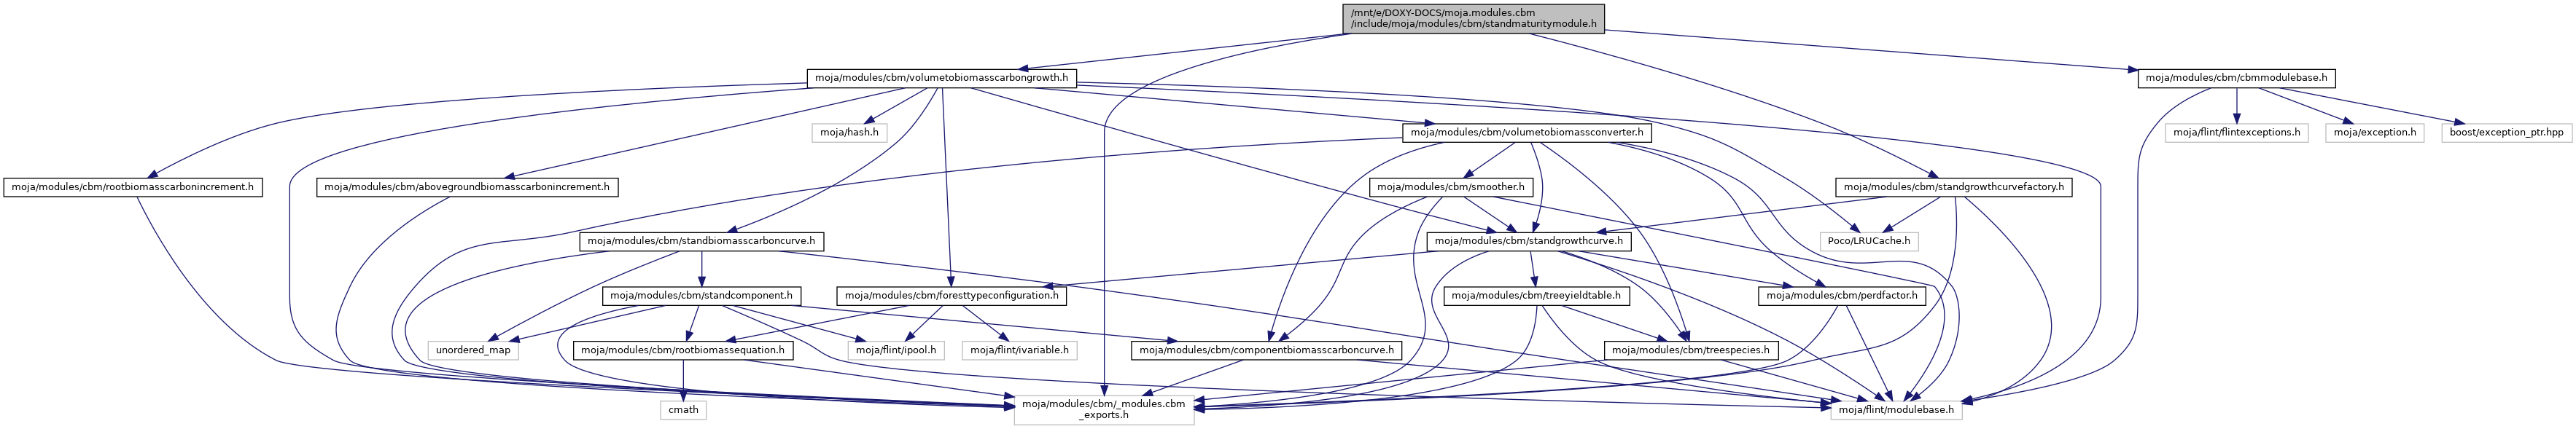 /mnt/e/DOXY-DOCS/moja.modules.cbm
/include/moja/modules/cbm/standmaturitymodule.h
moja/modules/cbm/volumetobiomasscarbongrowth.h
moja/modules/cbm/cbmmodulebase.h
moja/hash.h
moja/modules/cbm/volumetobiomassconverter.h
moja/flint/flintexceptions.h
moja/exception.h
boost/exception_ptr.hpp
moja/modules/cbm/rootbiomasscarbonincrement.h
moja/modules/cbm/abovegroundbiomasscarbonincrement.h
moja/modules/cbm/smoother.h
moja/modules/cbm/standgrowthcurvefactory.h
moja/modules/cbm/standbiomasscarboncurve.h
moja/modules/cbm/standgrowthcurve.h
Poco/LRUCache.h
moja/modules/cbm/standcomponent.h
moja/modules/cbm/foresttypeconfiguration.h
moja/modules/cbm/treeyieldtable.h
moja/modules/cbm/perdfactor.h
unordered_map
moja/modules/cbm/rootbiomassequation.h
moja/flint/ipool.h
moja/flint/ivariable.h
moja/modules/cbm/componentbiomasscarboncurve.h
moja/modules/cbm/treespecies.h
cmath
moja/modules/cbm/_modules.cbm
_exports.h
moja/flint/modulebase.h